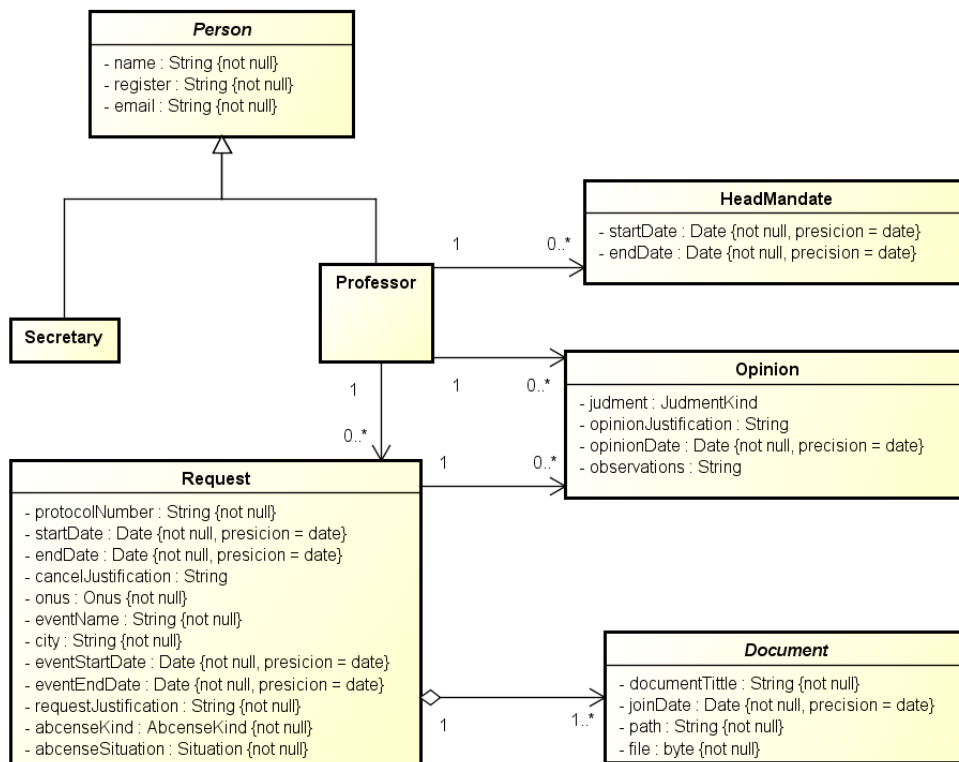 Person
- name : String {not null}
- register : String {not null}
- email : String {not null}
HeadMandate
- startDate : Date {not null, presicion = date}
- endDate : Date {not null, precision = date}
1
0..*
Professor
Secretary
1
0..*
Opinion
- judment : JudmentKind
- opinionJustification : String
- opinionDate : Date {not null, precision = date}
- observations : String
1
0..*
1
0..*
Request
- protocolNumber : String {not null}
- startDate : Date {not null, presicion = date}
- endDate : Date {not null, presicion = date}
- cancelJustification : String
- onus : Onus {not null}
- eventName : String {not null}
- city : String {not null}
- eventStartDate : Date {not null, presicion = date}
- eventEndDate : Date {not null, presicion = date}
- requestJustification : String {not null}
- abcenseKind : AbcenseKind {not null}
- abcenseSituation : Situation {not null}
1
1..*
Document
- documentTittle : String {not null}
- joinDate : Date {not null, precision = date}
- path : String {not null}
- file : byte {not null}